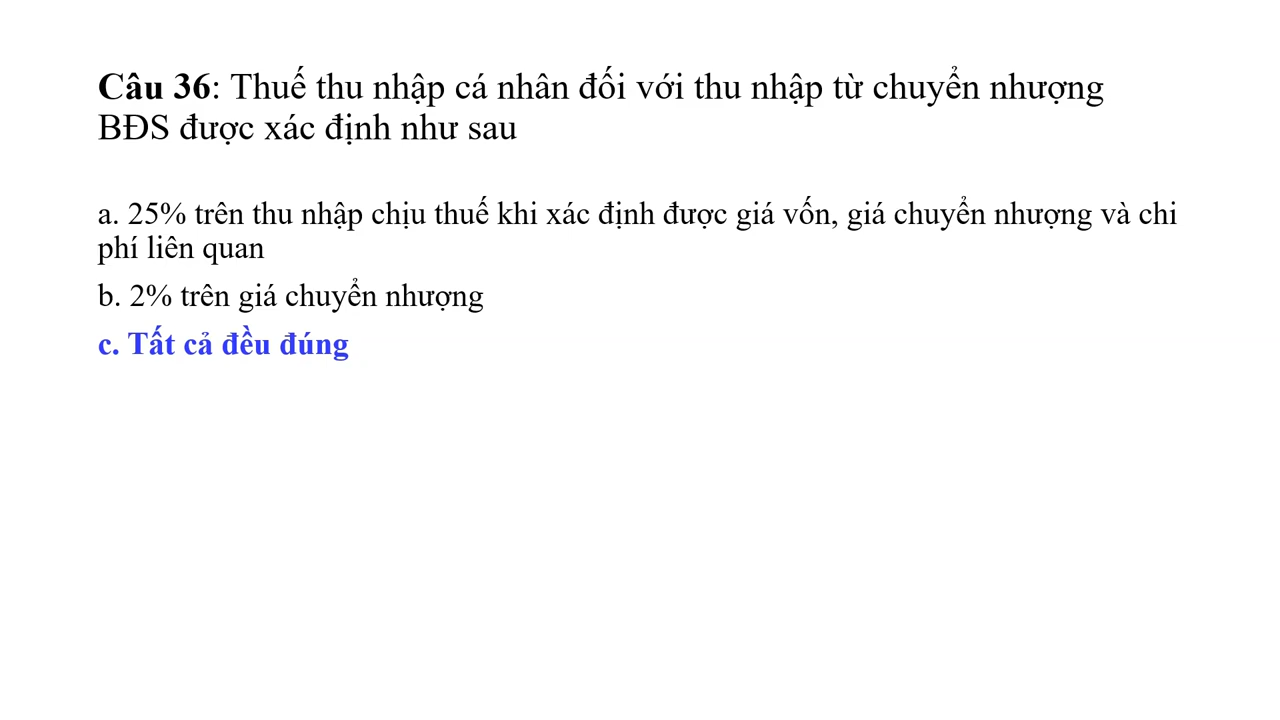 Câu 36: Thuế thu nhập cá nhân đối với thu nhập từ chuyển nhượng
BĐS được xác định như sau
a. 25% trên thu nhập chịu thuế khi xác định được giá vốn, giá chuyển nhượng và chi
phí liên quan
b. 2% trên giá chuyển nhượng
c. Tất cả đều đúng